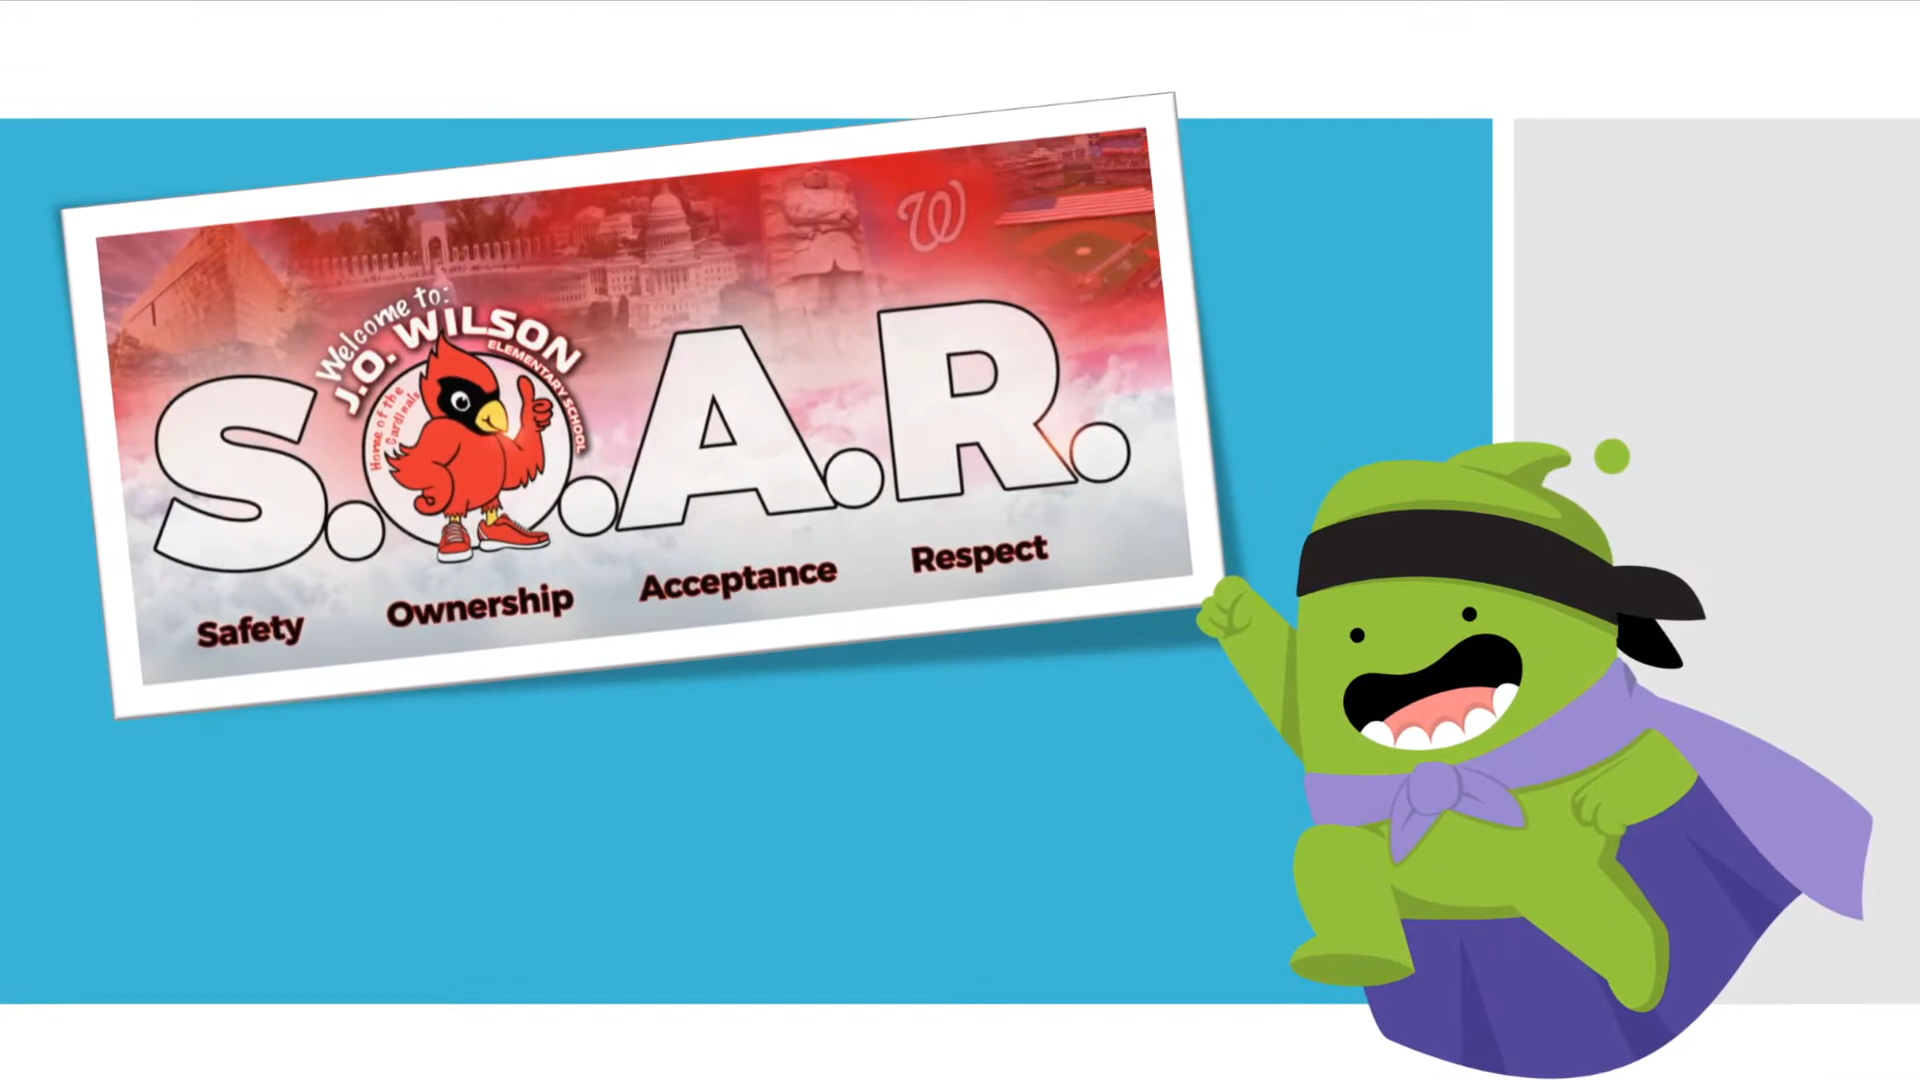 Welcome to:
J.O. WILSON
ELEMENTARY SCHOOL
Home of the
Cardinals
W
S.O.A.R.
Safety Ownership Acceptance Respect